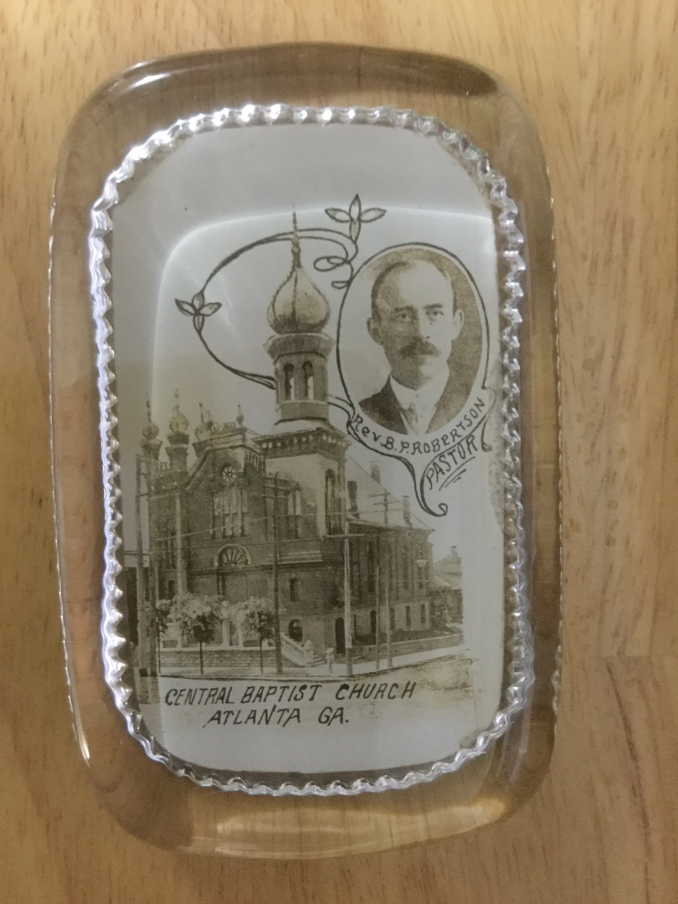 Rev. B. P. ROBERTSON
PASTOR
CENTRAL BAPTIST CHURCH
ATLANTA GA.